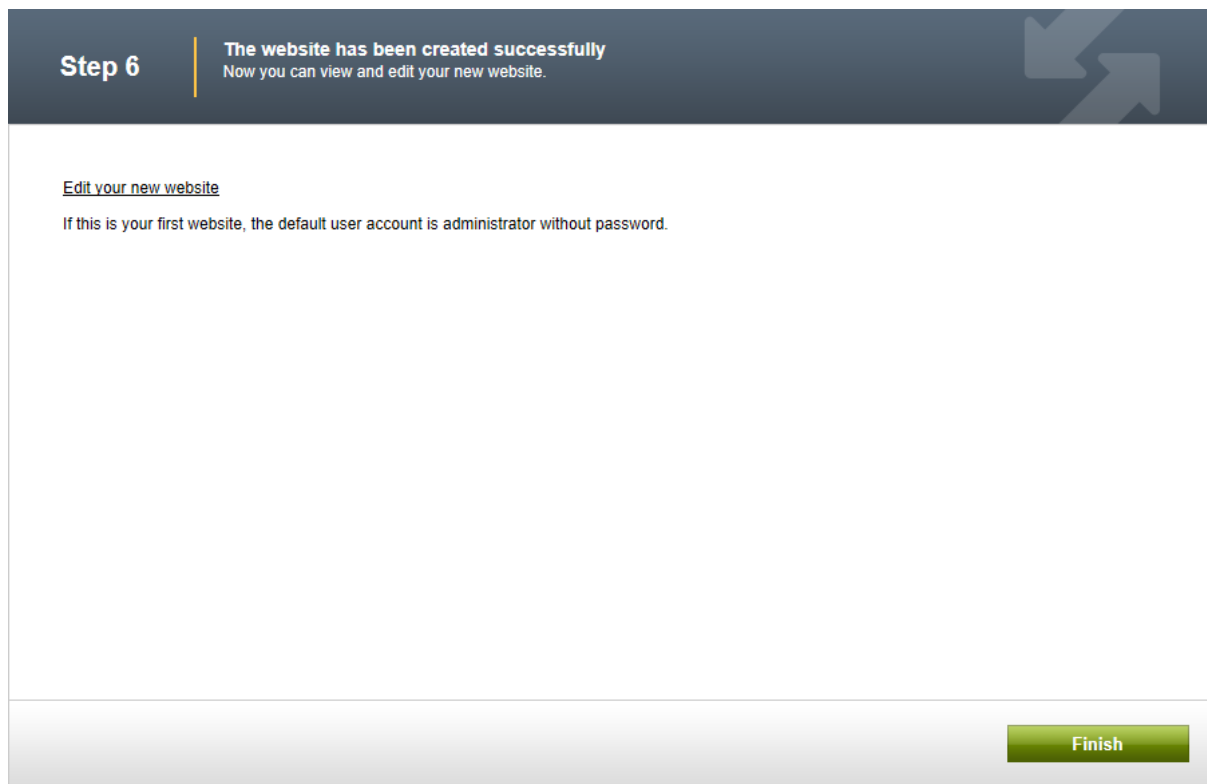 Step 6
The website has been created successfully
Now you can view and edit your new website.
Edit your new website
If this is your first website, the default user account is administrator without password.
Finish